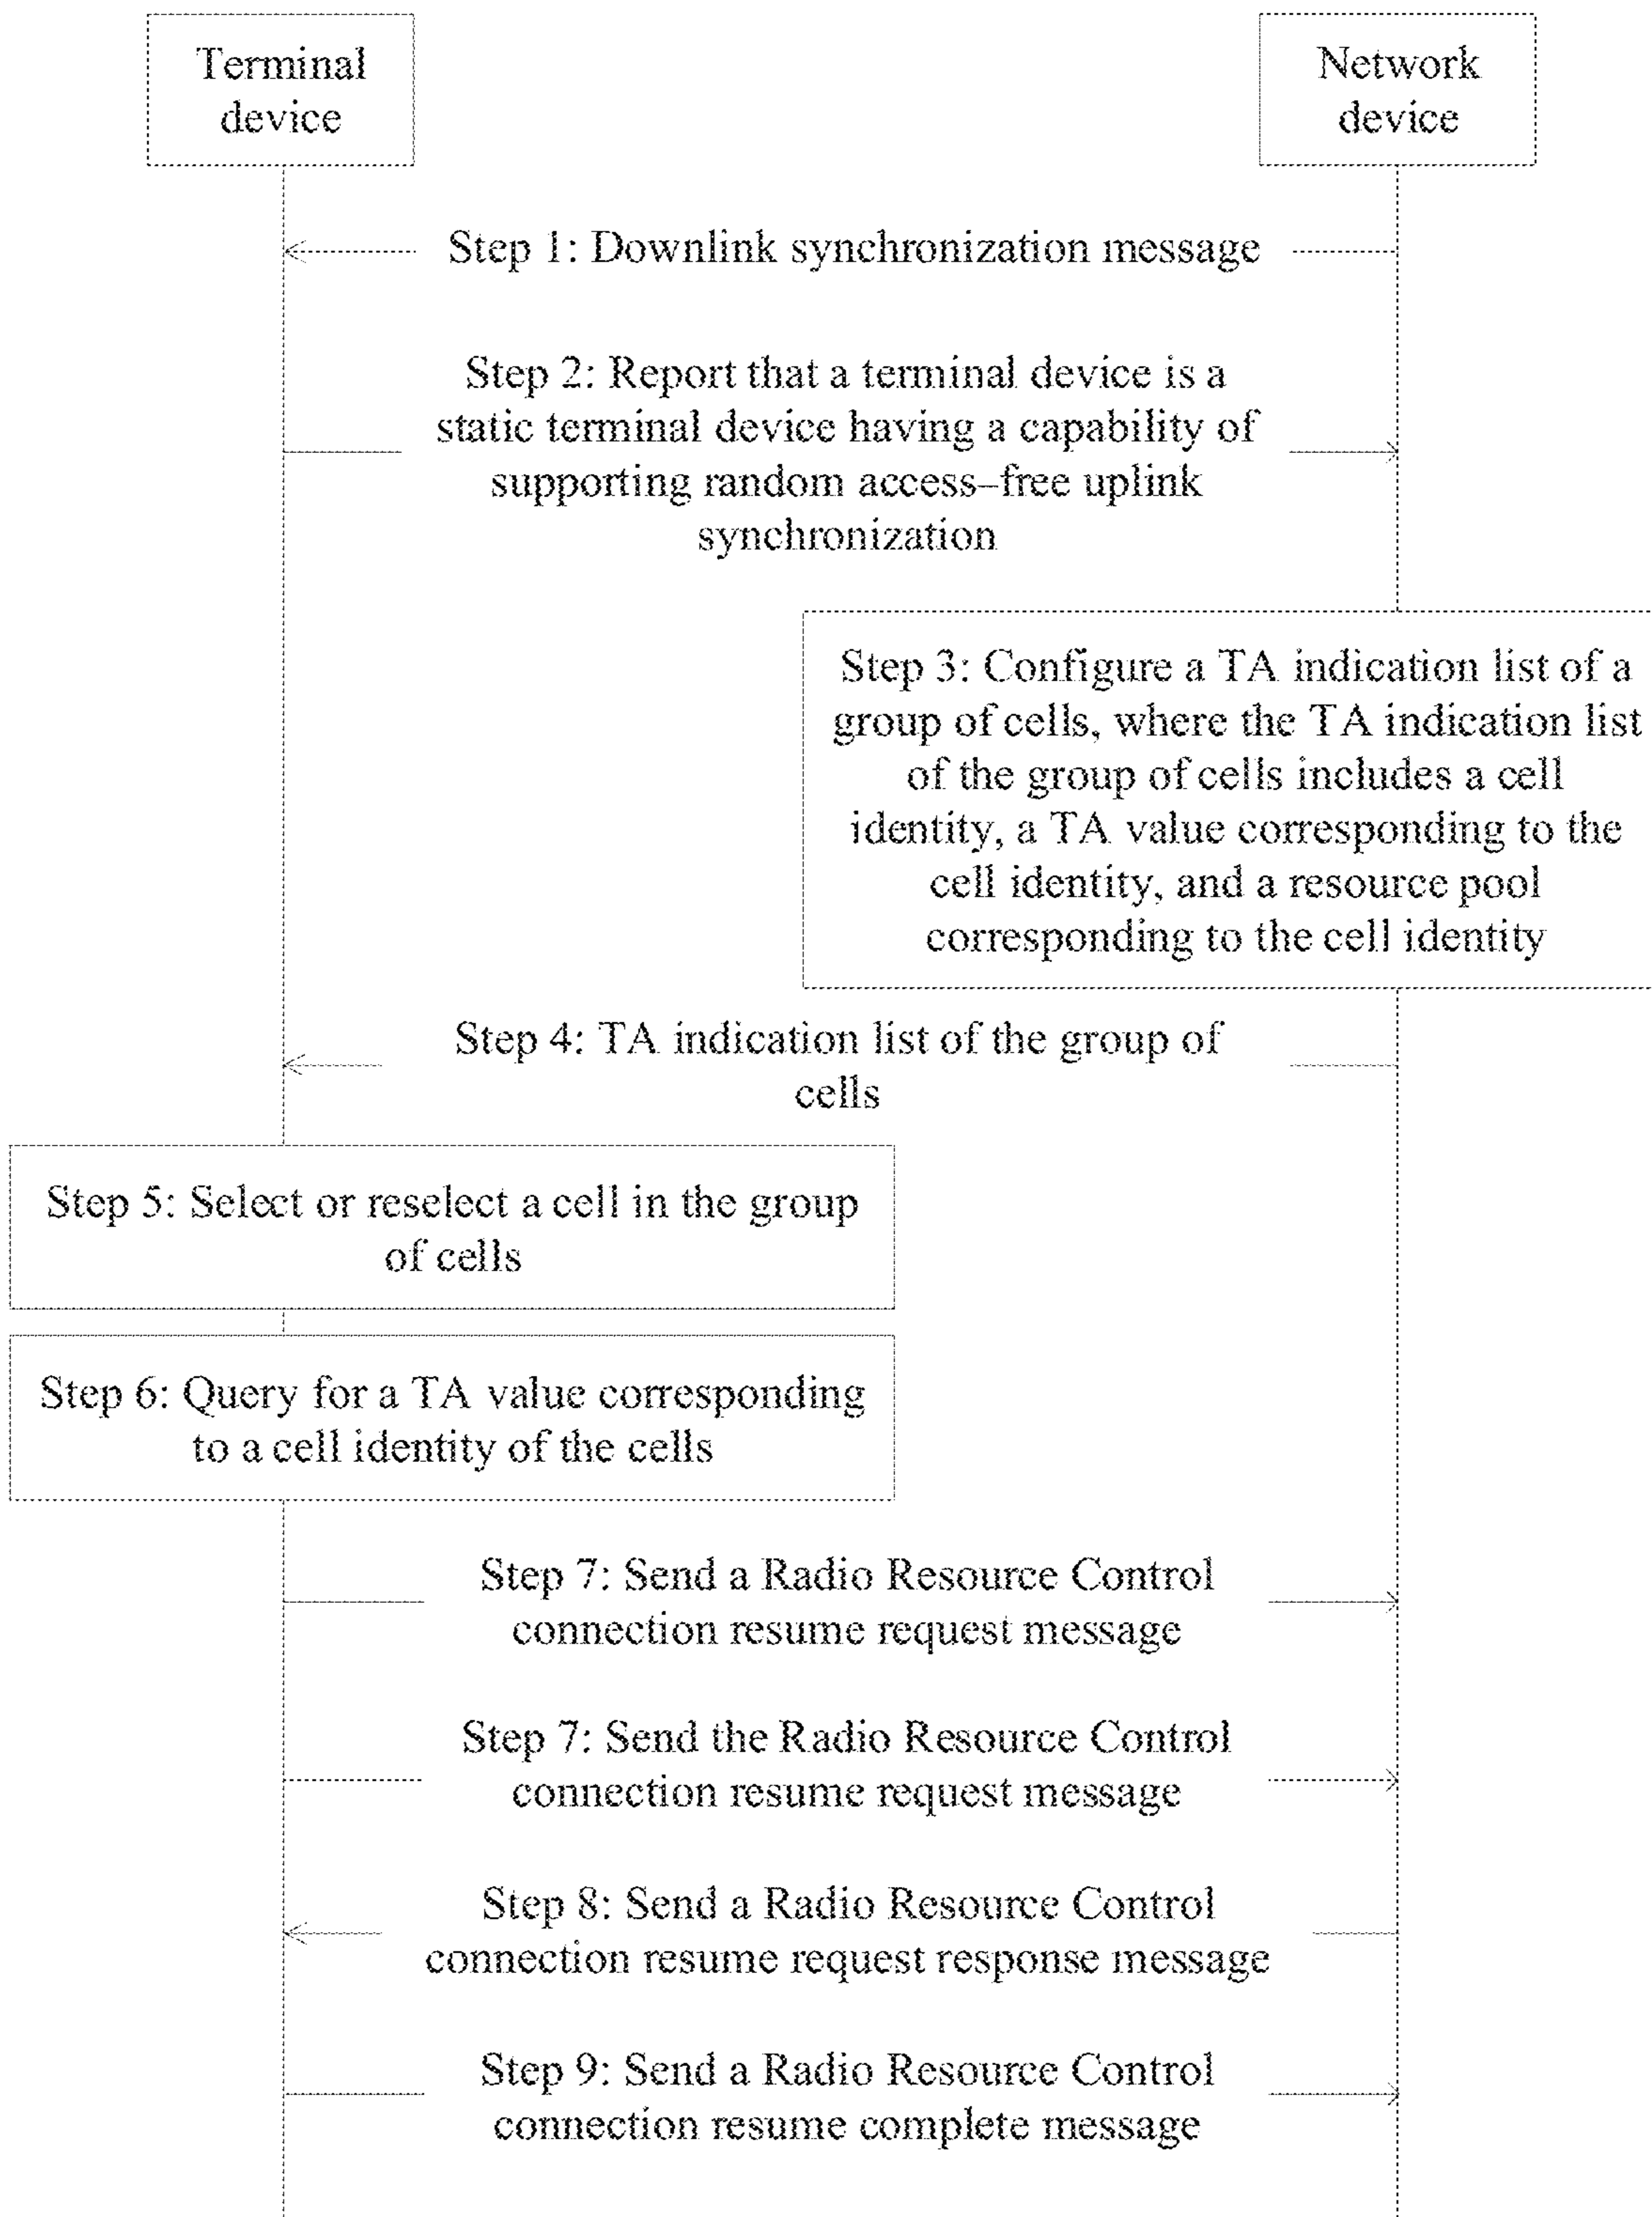 Terminal
device
Network
device
Step 1: Downlink synchronization message
Step 2: Report that a terminal device is a
static terminal device having a capability of
supporting random access–free uplink
synchronization
Step 3: Configure a TA indication list of a
group of cells, where the TA indication list
of the group of cells includes a cell
identity, a TA value corresponding to the
cell identity, and a resource pool
corresponding to the cell identity
Step 4: TA indication list of the group of
cells
Step 5: Select or reselect a cell in the group
of cells
Step 6: Query for a TA value corresponding
to a cell identity of the cells
Step 7: Send a Radio Resource Control
connection resume request message
Step 7: Send the Radio Resource Control
connection resume request message
Step 8: Send a Radio Resource Control
connection resume request response message
Step 9: Send a Radio Resource Control
connection resume complete message